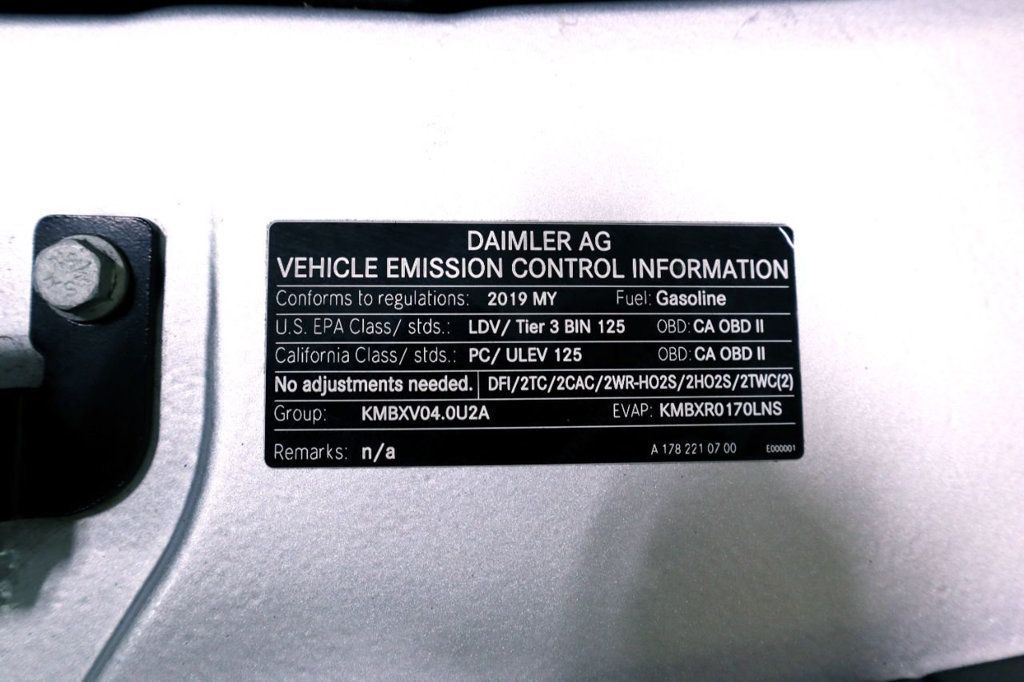 DAIMLER AG
VEHICLE EMISSION CONTROL INFORMATION
Conforms to regulations: 2019 MY Fuel: Gasoline
U.S. EPA Class/ stds.: LDV/ Tier 3 BIN 125 OBD: CA OBD II
California Class/ stds.: PC/ ULEV 125 OBD: CA OBD II
No adjustments needed. DFI/2TC/2CAC/2WR-HO2S/2HO2S/2TWC(2)
Group: KMBXV04.0U2A EVAP: KMBXR0170LNS
Remarks: n/a A 178 221 07 00 E000001